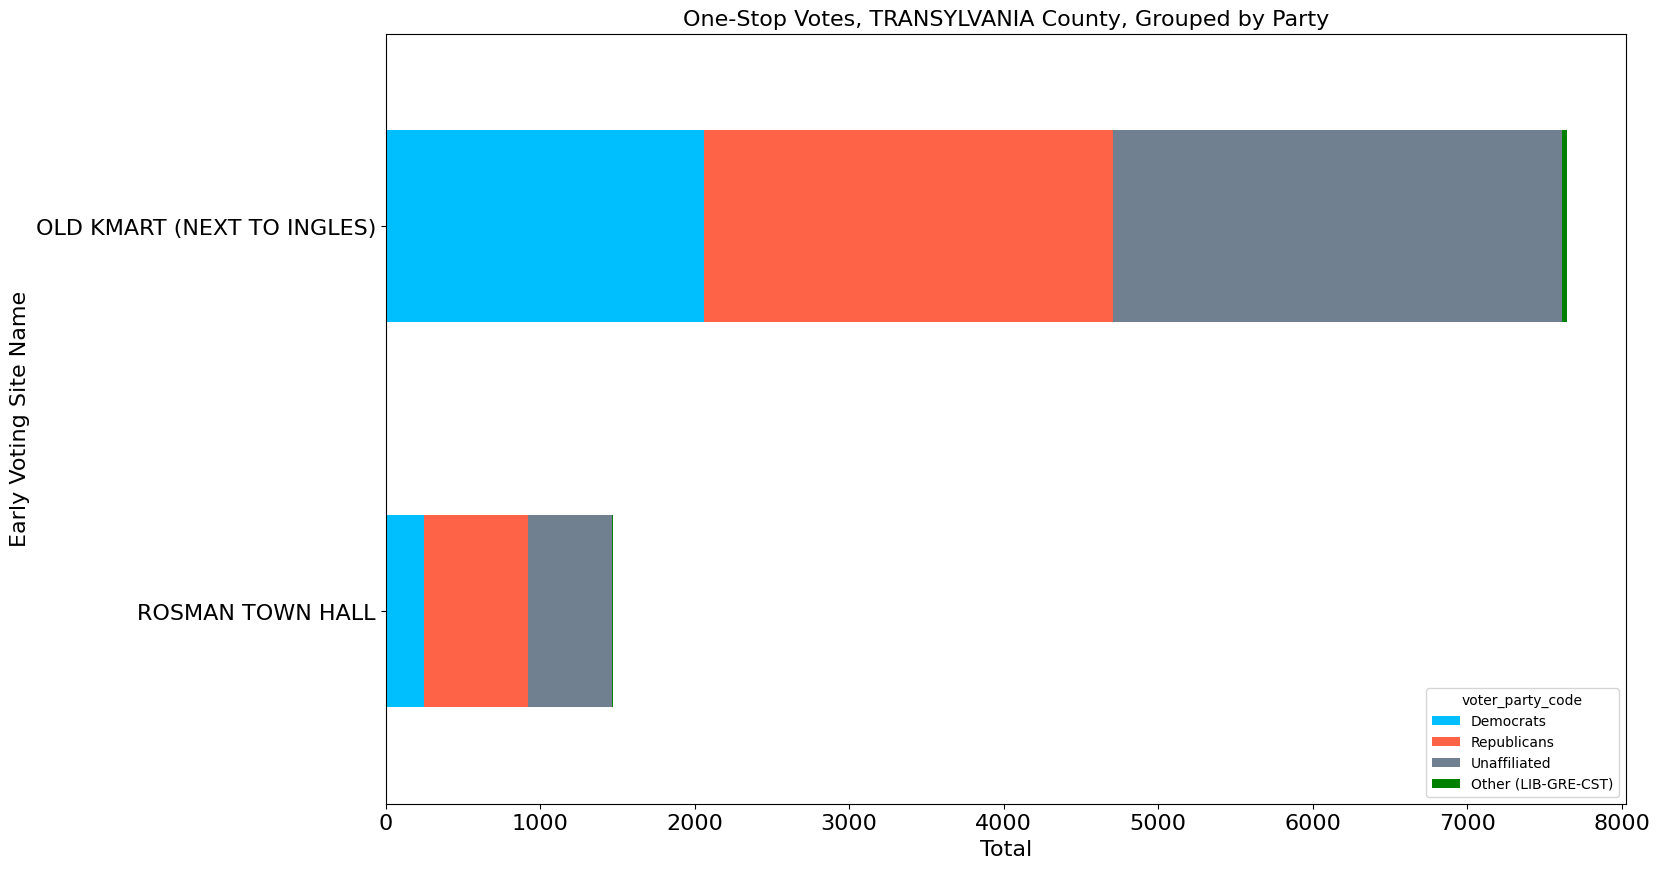 One-Stop Votes, TRANSYLVANIA County, Grouped by Party
Early Voting Site Name
OLD KMART (NEXT TO INGLES)
ROSMAN TOWN HALL
voter_party_code
Democrats
Republicans
Unaffiliated
Other (LIB-GRE-CST)
0 1000 2000 3000 4000 5000 6000 7000 8000
Total